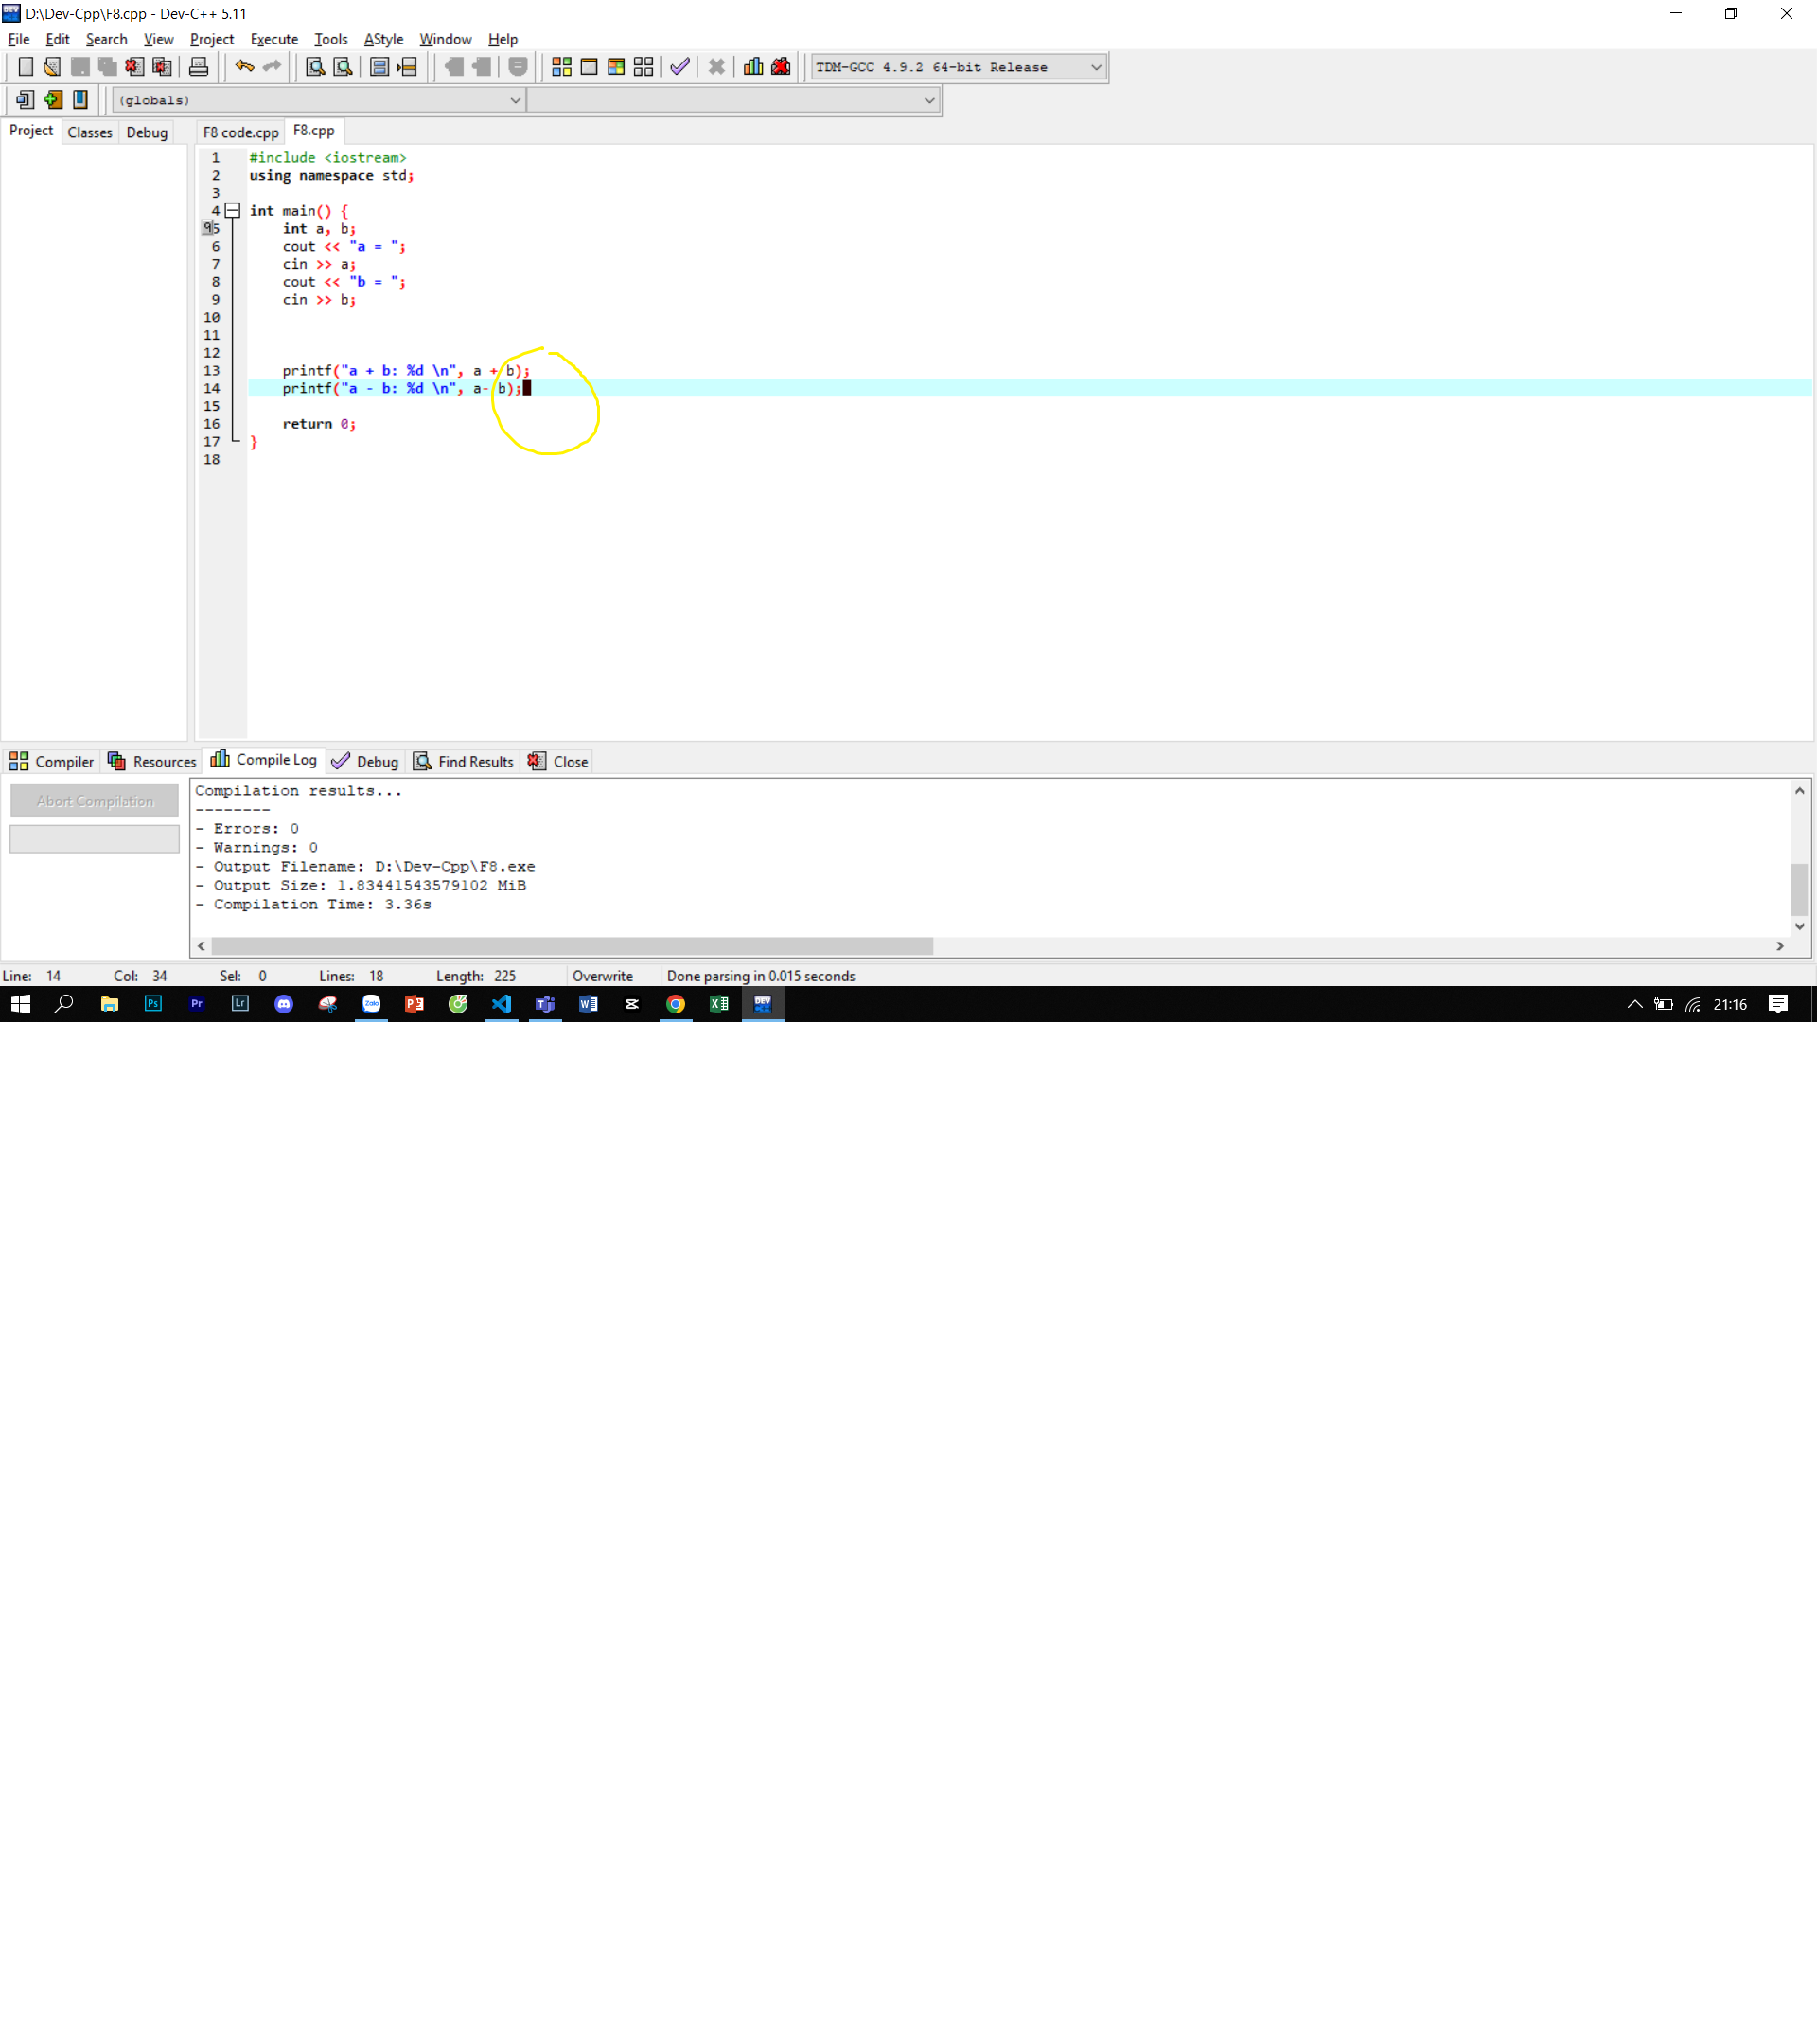 D:\Dev-Cpp\F8.cpp - Dev-C++ 5.11
File Edit Search View Project Execute Tools AStyle Window Help
TDM-GCC 4.9.2 64-bit Release
(globals)
Project Classes Debug F8 code.cpp F8.cpp
1 #include <iostream>
2 using namespace std;
3
4 int main() {
5 int a, b;
6 cout << "a = ";
7 cin >> a;
8 cout << "b = ";
9 cin >> b;
10
11
12
13 printf("a + b: %d \n", a + b);
14 printf("a - b: %d \n", a- b);
15
16 return 0;
17 }
18
Compiler Resources Compile Log Debug Find Results Close
Abort Compilation
Compilation results...
--------
- Errors: 0
- Warnings: 0
- Output Filename: D:\Dev-Cpp\F8.exe
- Output Size: 1.83441543579102 MiB
- Compilation Time: 3.36s
Line: 14 Col: 34 Sel: 0 Lines: 18 Length: 225 Overwrite Done parsing in 0.015 seconds
Ps Pr Lr Zalo 21:16